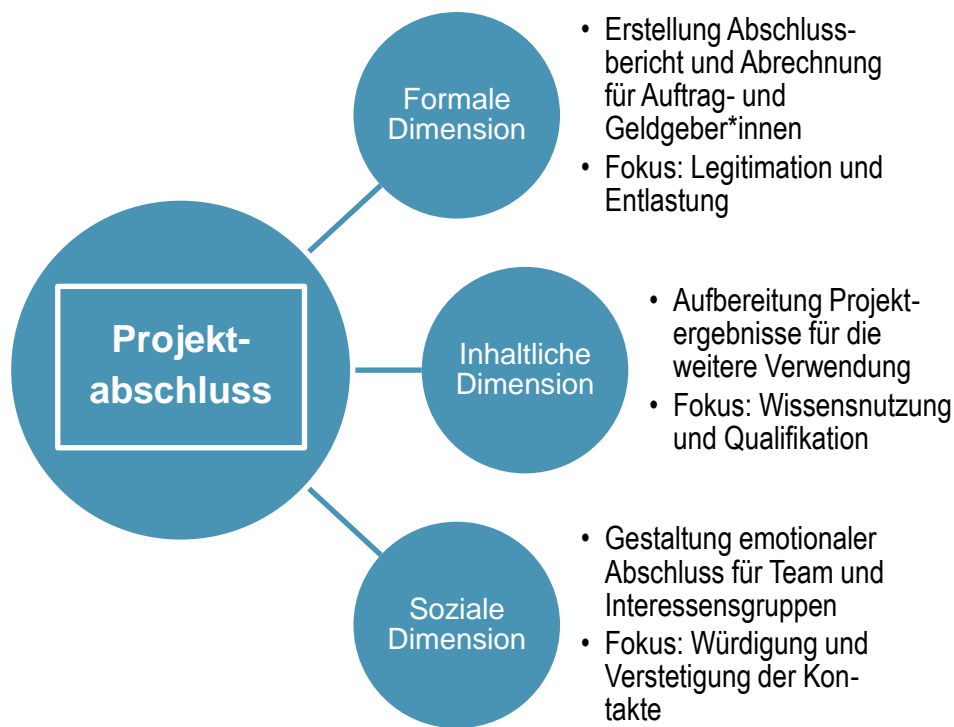 Projekt-
abschluss
Formale
Dimension
• Erstellung Abschluss-
bericht und Abrechnung
für Auftrag- und
Geldgeber*innen
• Fokus: Legitimation und
Entlastung
Inhaltliche
Dimension
• Aufbereitung Projekt-
ergebnisse für die
weitere Verwendung
• Fokus: Wissensnutzung
und Qualifikation
Soziale
Dimension
• Gestaltung emotionaler
Abschluss für Team und
Interessensgruppen
• Fokus: Würdigung und
Verstetigung der Kon-
takte